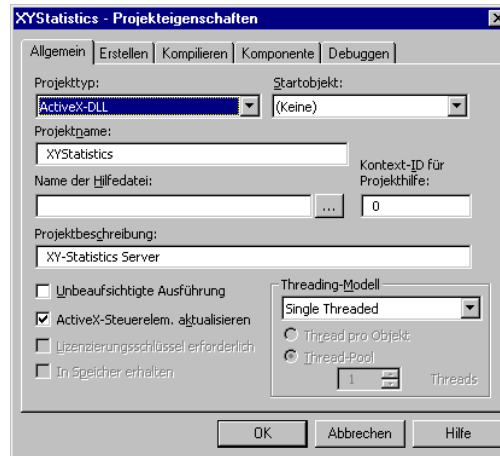 XYStatistics - Projekteigenschaften
Allgemein Erstellen Kompilieren Komponente Debuggen
Projekttyp: Startobjekt:
ActiveX-DLL (Keine)
Projektname:
XYStatistics
Name der Hilfedatei: Kontext-ID für Projekthilfe:
... 0
Projektbeschreibung:
XY-Statistics Server
Unbeaufsichtigte Ausführung
ActiveX-Steuerelem. aktualisieren
Lizenzierungsschlüssel erforderlich
In Speicher erhalten
Threading-Modell
Single Threaded
Thread pro Objekt
Thread-Pool
1 Threads
OK Abbrechen Hilfe